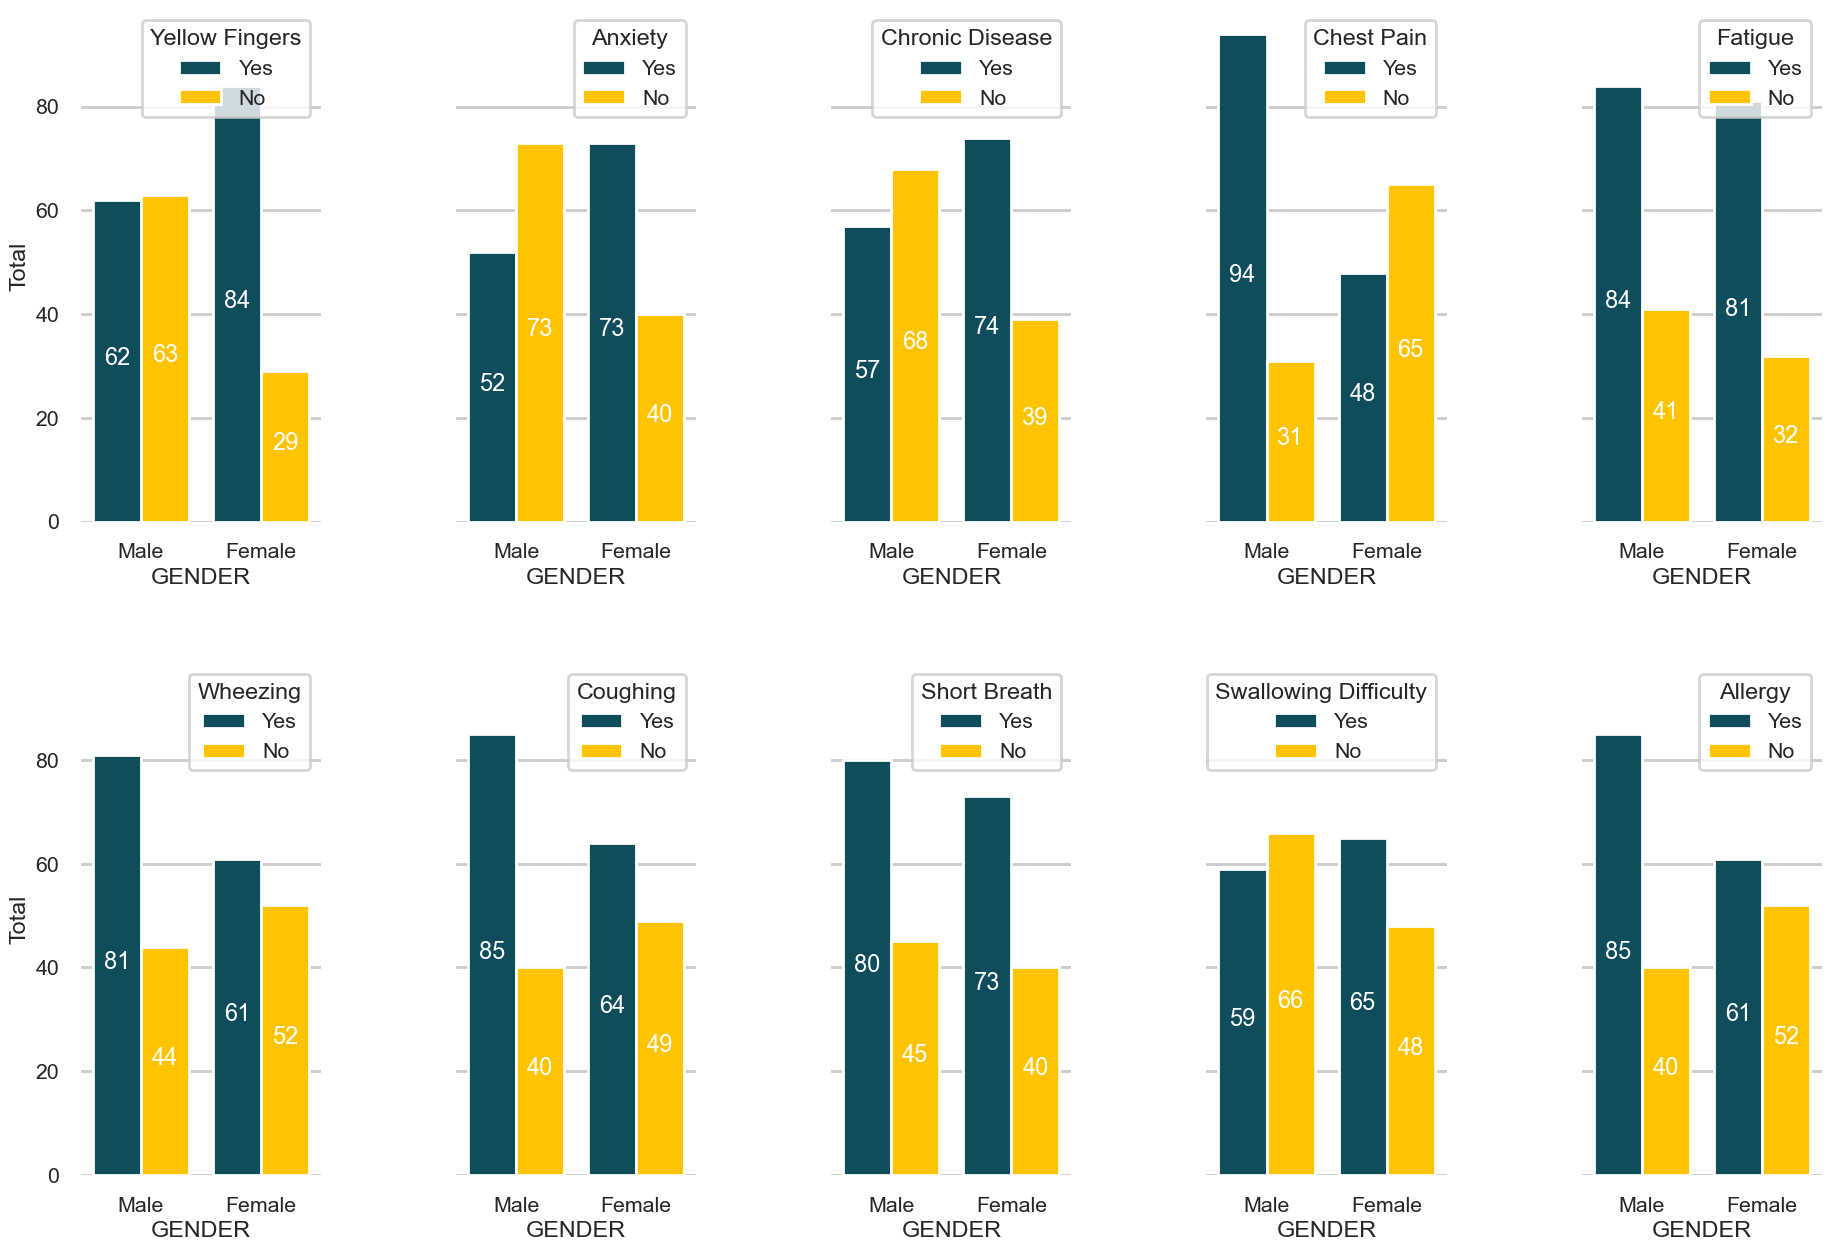 Yellow Fingers
Yes
No
80
60
40
20
0
Total
62
63
84
29
Male
Female
GENDER
Anxiety
Yes
No
52
73
73
40
Male
Female
GENDER
Chronic Disease
Yes
No
57
68
74
39
Male
Female
GENDER
Chest Pain
Yes
No
94
31
48
65
Male
Female
GENDER
Fatigue
Yes
No
84
41
81
32
Male
Female
GENDER
Wheezing
Yes
No
80
60
40
20
0
Total
81
44
61
52
Male
Female
GENDER
Coughing
Yes
No
85
40
64
49
Male
Female
GENDER
Short Breath
Yes
No
80
45
73
40
Male
Female
GENDER
Swallowing Difficulty
Yes
No
59
66
65
48
Male
Female
GENDER
Allergy
Yes
No
85
40
61
52
Male
Female
GENDER